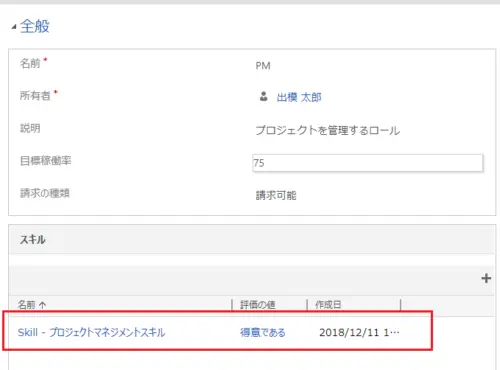 全般
名前*
PM
所有者*
出模 太郎
説明
プロジェクトを管理するロール
目標稼働率
75
請求の種類
請求可能
スキル
+
名前↑ 評価の値 作成日
Skill - プロジェクトマネジメントスキル 得意である 2018/12/11 1…